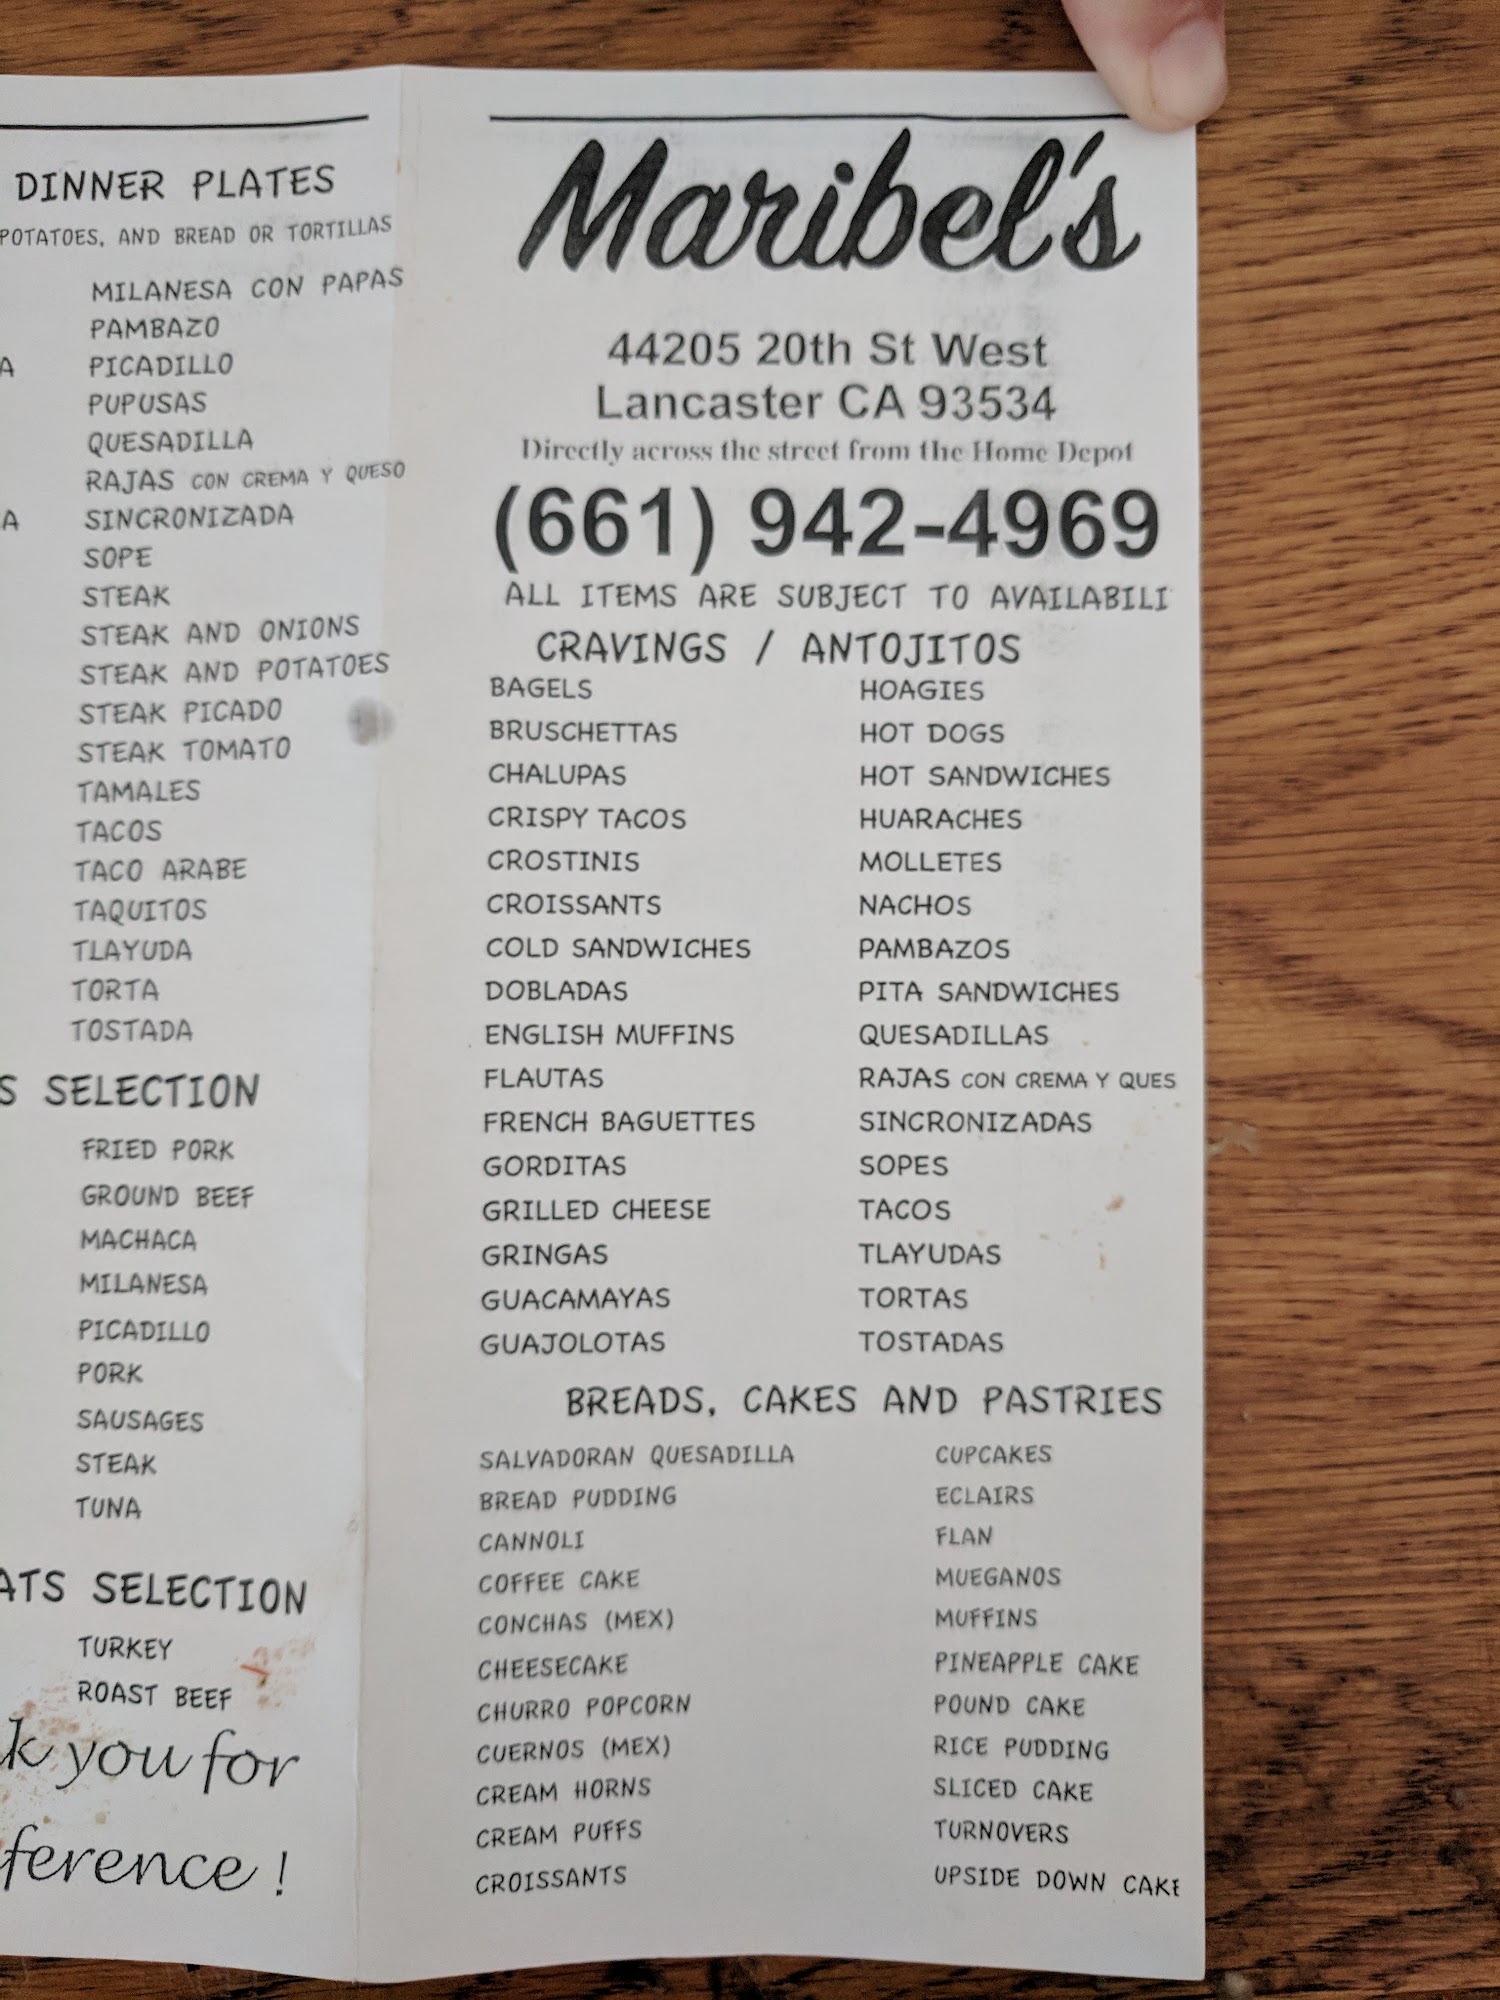 DINNER PLATES
POTATOES, AND BREAD OR TORTILLAS
MILANESA CON PAPAS
PAMBAZO
A PICADILLO
PUPUSAS
QUESADILLA
RAJAS CON CREMA Y QUESO
A SINCRONIZADA
SOPE
STEAK
STEAK AND ONIONS
STEAK AND POTATOES
STEAK PICADO
STEAK TOMATO
TAMALES
TACOS
TACO ARABE
TAQUITOS
TLAYUDA
TORTA
TOSTADA
S SELECTION
FRIED PORK
GROUND BEEF
MACHACA
MILANESA
PICADILLO
PORK
SAUSAGES
STEAK
TUNA
ATS SELECTION
TURKEY
ROAST BEEF
k you for
ference !
Maribel's
44205 20th St West
Lancaster CA 93534
Directly across the street from the Home Depot
(661) 942-4969
ALL ITEMS ARE SUBJECT TO AVAILABILI
CRAVINGS / ANTOJITOS
BAGELS
BRUSCHETTAS
CHALUPAS
CRISPY TACOS
CROSTINIS
CROISSANTS
COLD SANDWICHES
DOBLADAS
ENGLISH MUFFINS
FLAUTAS
FRENCH BAGUETTES
GORDITAS
GRILLED CHEESE
GRINGAS
GUACAMAYAS
GUAJOLOTAS
HOAGIES
HOT DOGS
HOT SANDWICHES
HUARACHES
MOLLETES
NACHOS
PAMBAZOS
PITA SANDWICHES
QUESADILLAS
RAJAS CON CREMA Y QUES
SINCRONIZADAS
SOPES
TACOS
TLAYUDAS
TORTAS
TOSTADAS
BREADS, CAKES AND PASTRIES
SALVADORAN QUESADILLA
BREAD PUDDING
CANNOLI
COFFEE CAKE
CONCHAS (MEX)
CHEESECAKE
CHURRO POPCORN
CUERNOS (MEX)
CREAM HORNS
CREAM PUFFS
CROISSANTS
CUPCAKES
ECLAIRS
FLAN
MUEGANOS
MUFFINS
PINEAPPLE CAKE
POUND CAKE
RICE PUDDING
SLICED CAKE
TURNOVERS
UPSIDE DOWN CAKE